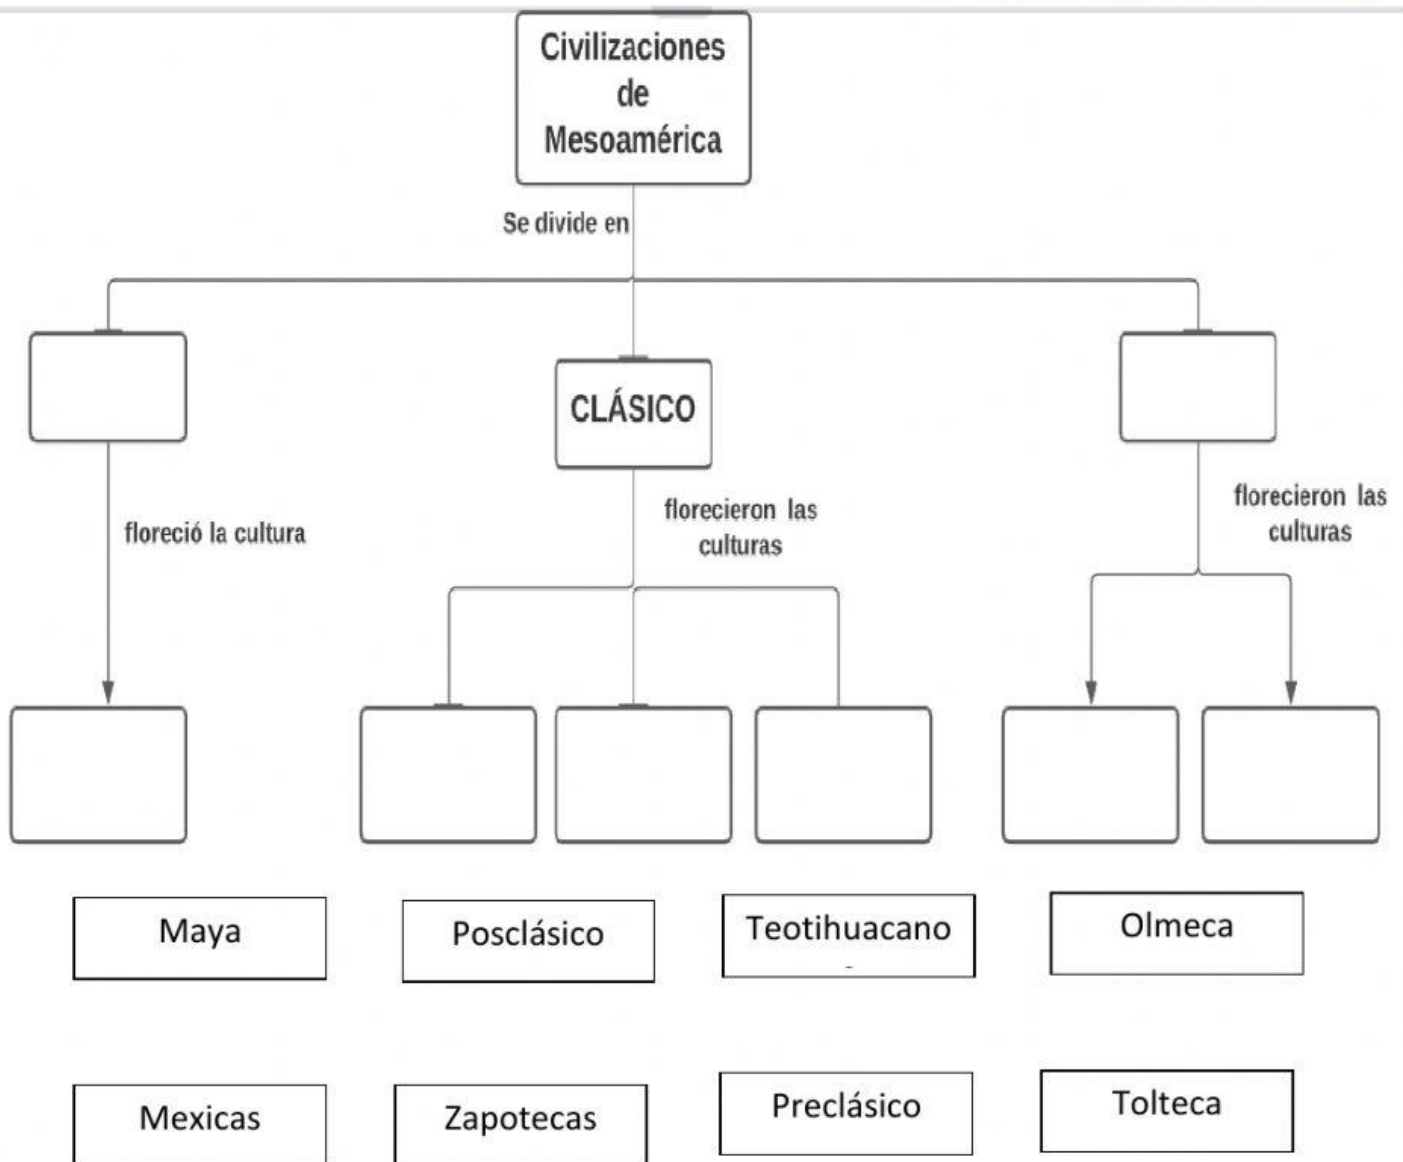 Civilizaciones
de
Mesoamérica
Se divide en
CLÁSICO
floreció la cultura
florecieron las
culturas
florecieron las
culturas
Maya
Posclásico
Teotihuacano
-
Olmeca
Mexicas
Zapotecas
Preclásico
Tolteca